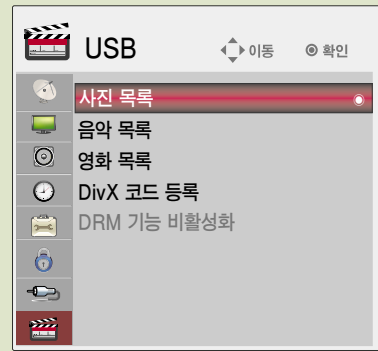 USB 이동 확인
사진 목록
음악 목록
영화 목록
DivX 코드 등록
DRM 기능 비활성화